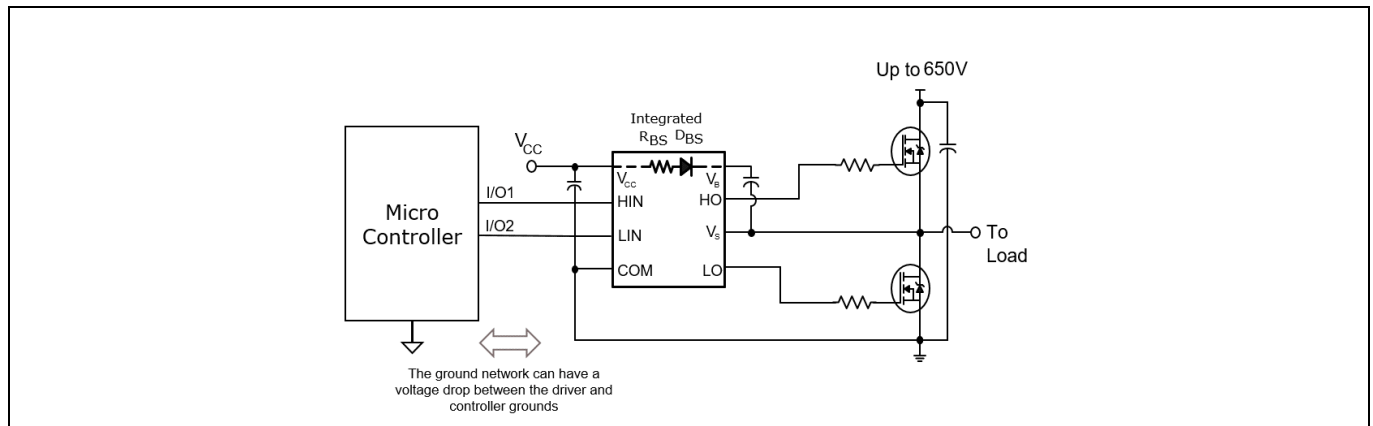 Up to 650V
Integrated
RBS DBS
VCC
VCC
VB
I/O1
HIN
HO
Micro
Controller
I/O2
LIN
VS
To
Load
COM
LO
The ground network can have a
voltage drop between the driver and
controller grounds